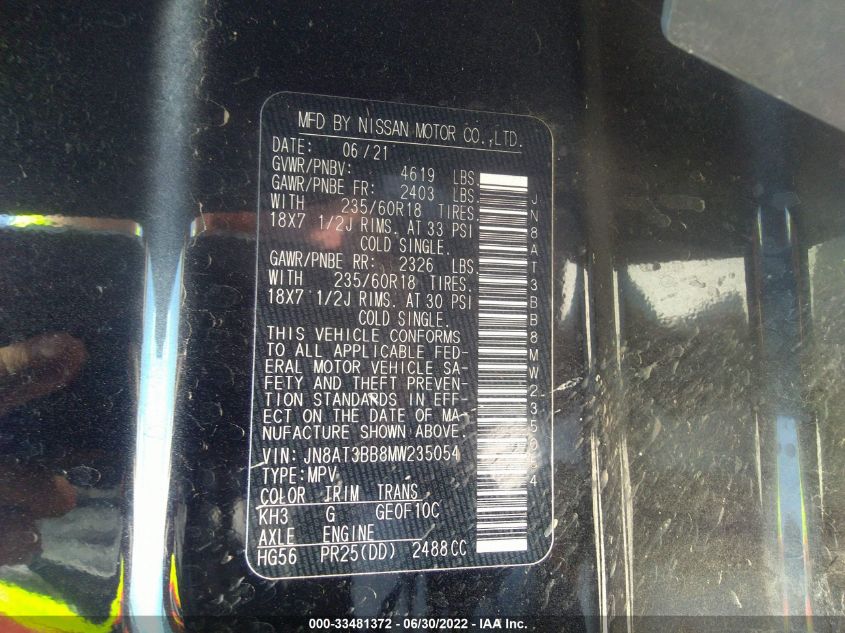 MFD BY NISSAN MOTOR CO.,LTD.
DATE: 06/21
GVWR/PNBV: 4619 LBS
GAWR/PNBE FR: 2403 LBS.
WITH 235/60R18 TIRES.
18X7 1/2J RIMS. AT 33 PSI
COLD SINGLE.
GAWR/PNBE RR: 2326 LBS.
WITH 235/60R18 TIRES.
18X7 1/2J RIMS. AT 30 PSI
COLD SINGLE.
THIS VEHICLE CONFORMS
TO ALL APPLICABLE FED-
ERAL MOTOR VEHICLE SA-
FETY AND THEFT PREVEN-
TION STANDARDS IN EFF-
ECT ON THE DATE OF MA-
NUFACTURE SHOWN ABOVE.
VIN: JN8AT3BB8MW235054
TYPE:MPV
COLOR TRIM TRANS
KH3 G GE0F10C
AXLE ENGINE
HG56 PR25(DD) 2488CC
JN8AT3BB8MW235054
000-33481372 - 06/30/2022 - IAA Inc.